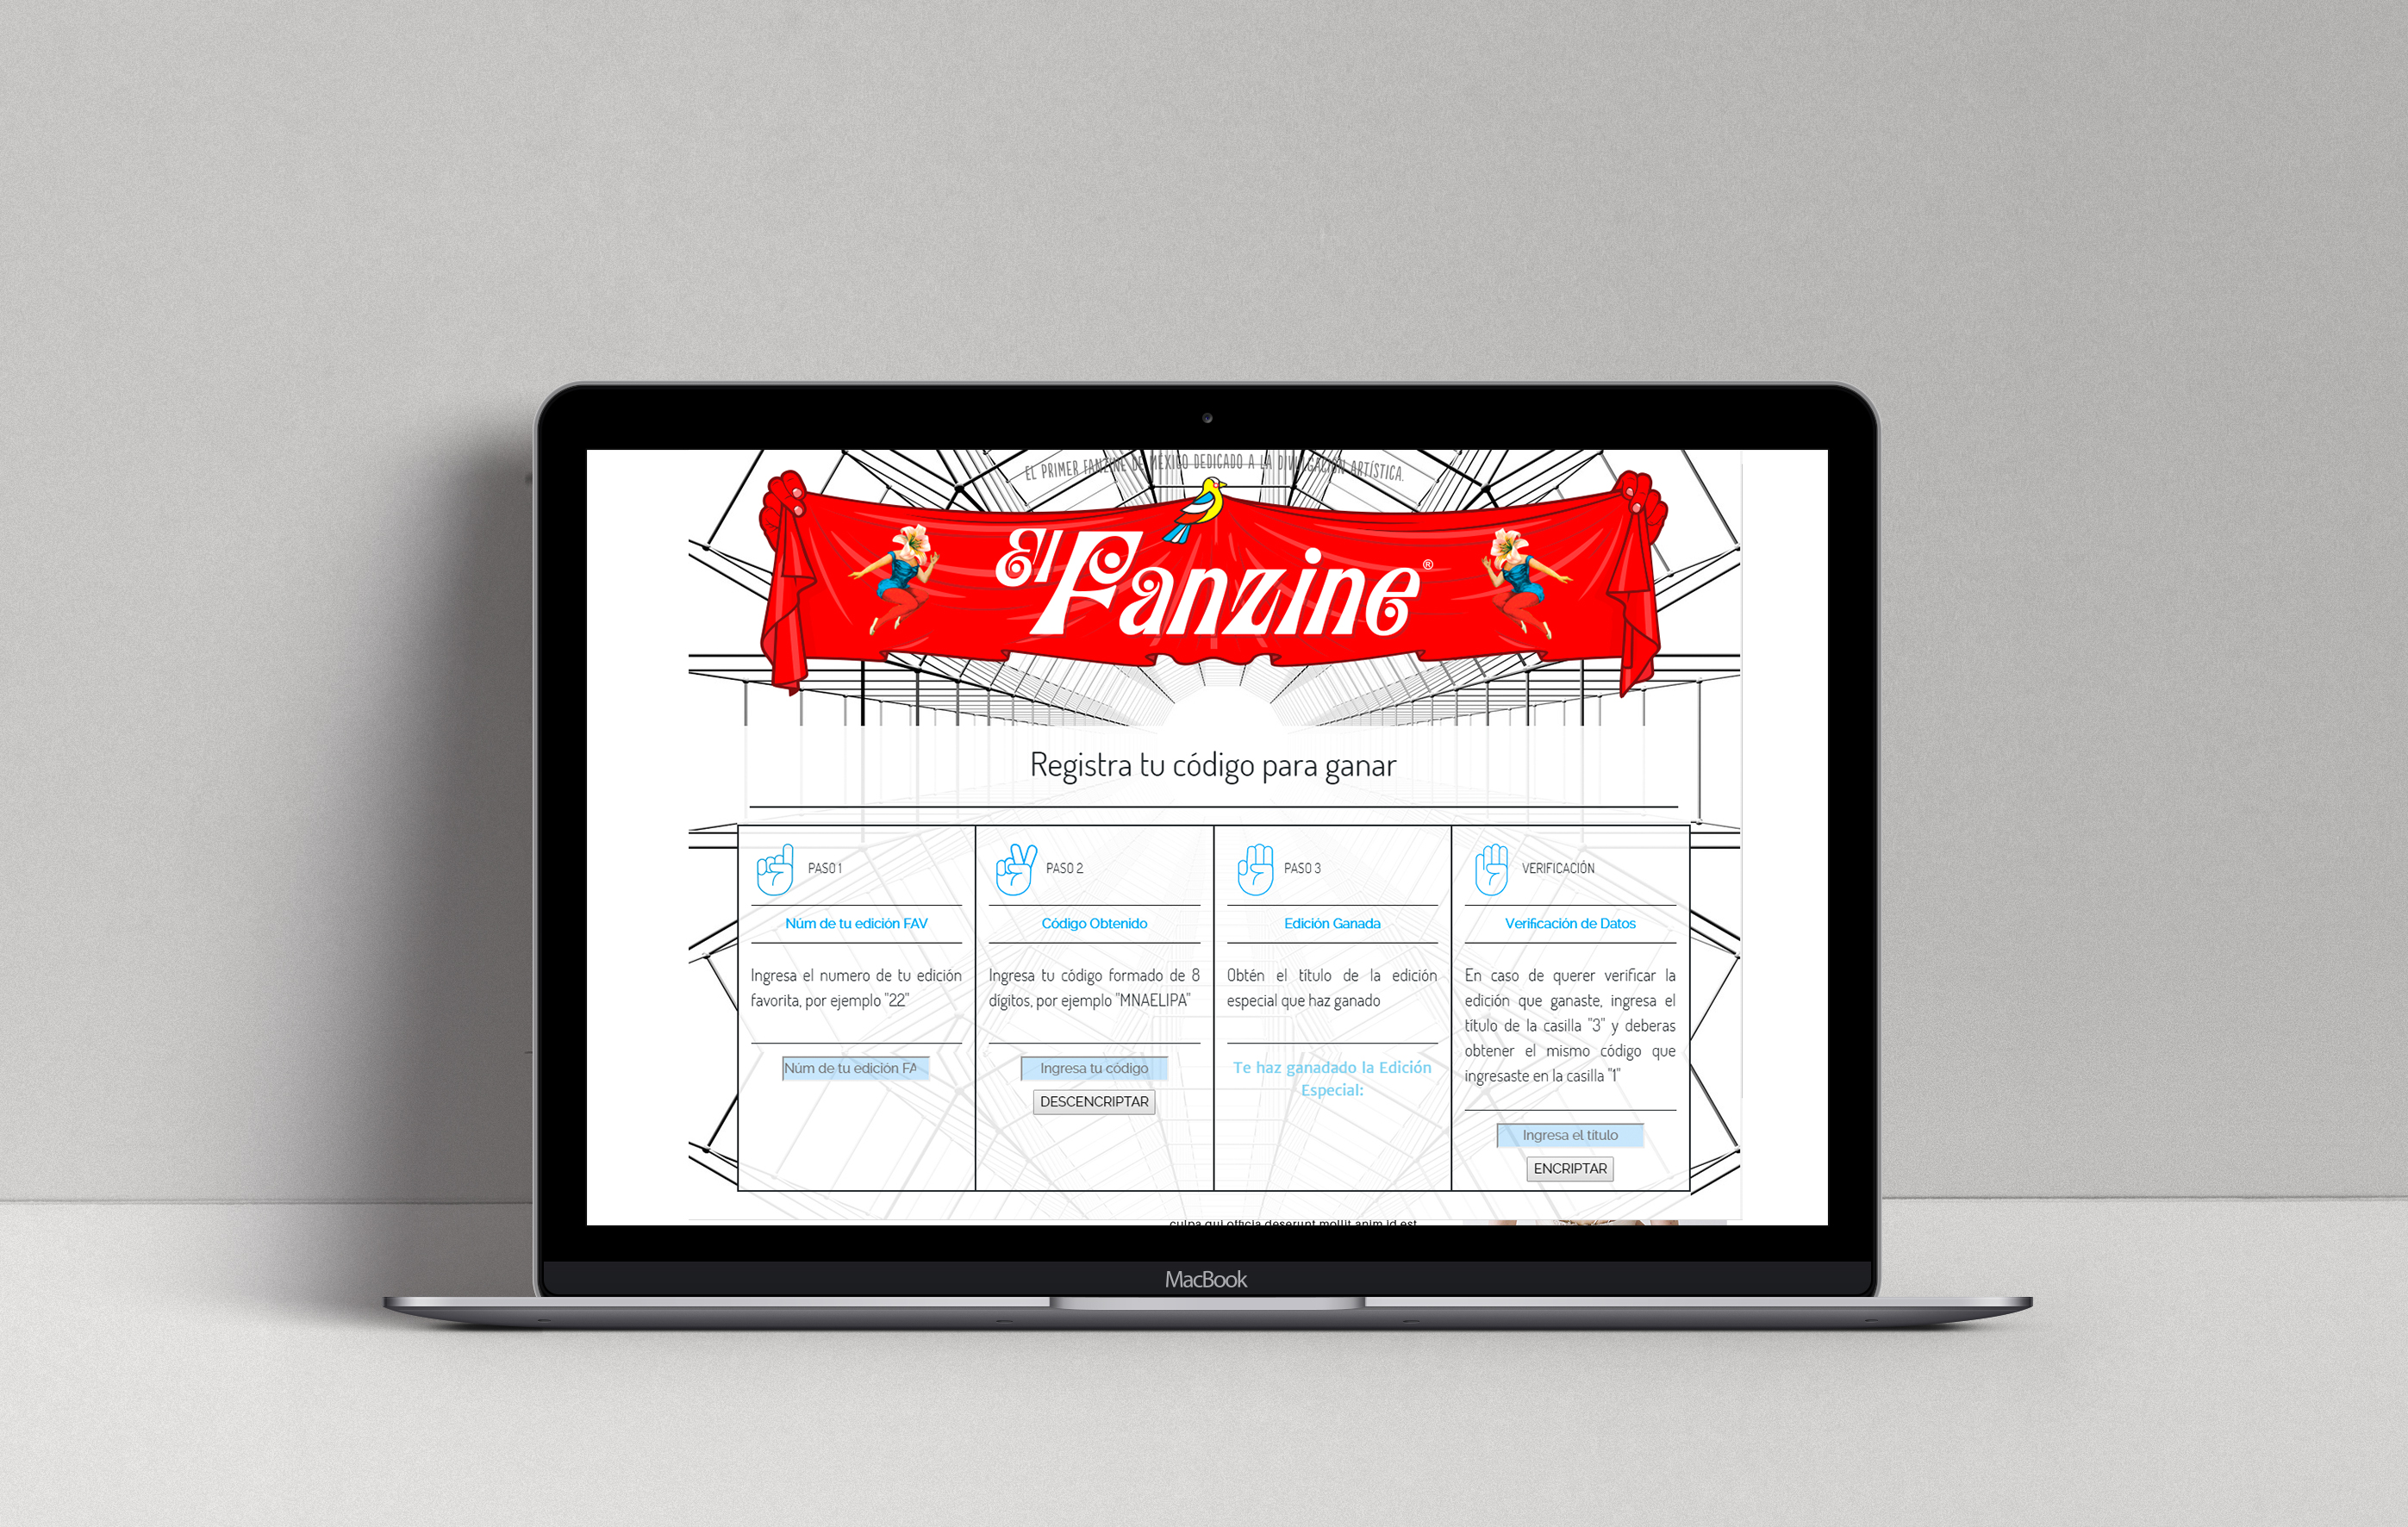 EL PRIMER FANZINE DE MÉXICO DEDICADO A LA DIVULGACIÓN ARTÍSTICA.
El Fanzine®
Registra tu código para ganar
PASO 1
Núm de tu edición FAV
Ingresa el numero de tu edición
favorita, por ejemplo "22"
Núm de tu edición FA
PASO 2
Código Obtenido
Ingresa tu código formado de 8
digitos, por ejemplo "MNAELIPA"
Ingresa tu código
DESCENCRIPTAR
PASO 3
Edición Ganada
Obtén el título de la edición
especial que haz ganado
Te haz ganadado la Edición
Especial:
VERIFICACIÓN
Verificación de Datos
En caso de querer verificar la
edición que ganaste, ingresa el
título de la casilla "3" y deberas
obtener el mismo código que
ingresaste en la casilla "1"
Ingresa el titulo
ENCRIPTAR
culpa qui officia deserunt mollit anim id est
MacBook